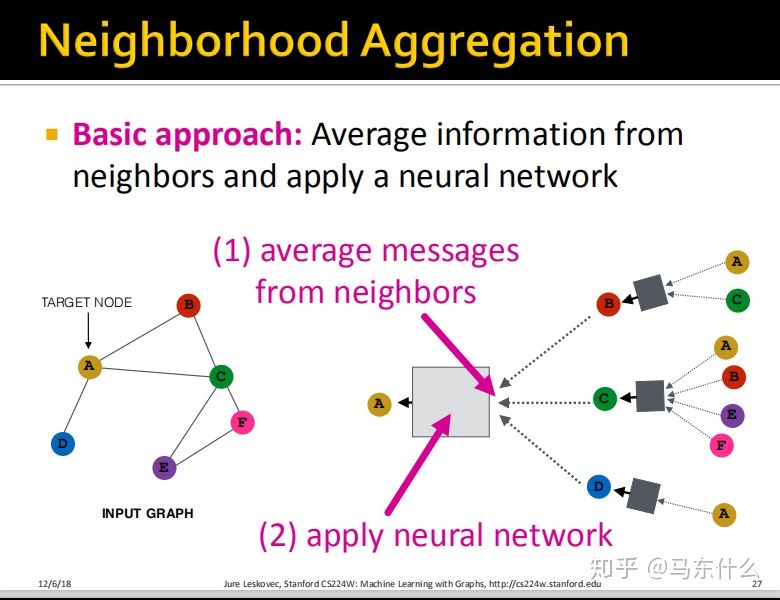 Neighborhood Aggregation
Basic approach: Average information from
neighbors and apply a neural network
(1) average messages
from neighbors
TARGET NODE
B
A
C
F
D
E
INPUT GRAPH
A
B
C
D
A
C
A
B
E
F
A
(2) apply neural network
知乎 @马东什么
12/6/18
Jure Leskovec, Stanford CS224W: Machine Learning with Graphs, http://cs224w.stanford.edu
27